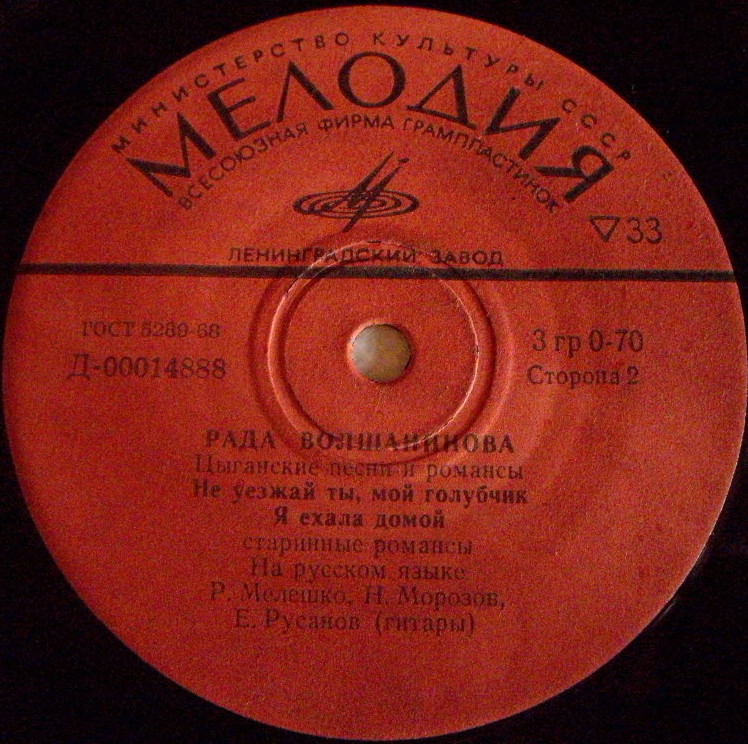 МИНИСТЕРСТВО КУЛЬТУРЫ СССР
МЕЛОДИЯ
ВСЕСОЮЗНАЯ ФИРМА ГРАМПЛАСТИНОК
▽33
ЛЕНИНГРАДСКИЙ ЗАВОД
ГОСТ 5289-68
Д-00014888
3 гр 0-70
Сторона 2
РАДА ВОЛШАНИНОВА
Цыганские песни и романсы
Не уезжай ты, мой голубчик
Я ехала домой
старинные романсы
На русском языке
Р. Мелешко, Н. Морозов,
Е. Русанов (гитары)